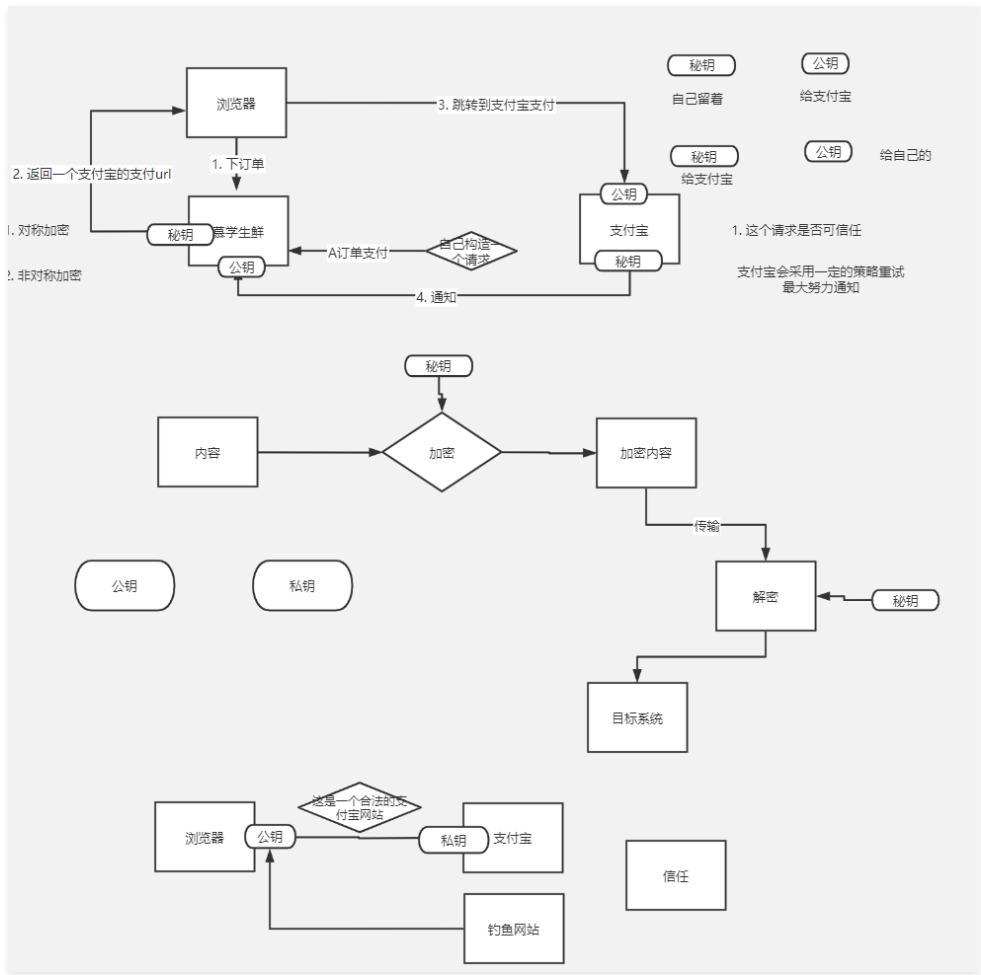 秘钥
公钥
自己留着
给支付宝
浏览器
3. 跳转到支付宝支付
1. 下订单
秘钥
公钥
给自己的
给支付宝
2. 返回一个支付宝的支付url
公钥
1. 对称加密
秘钥
慕学生鲜
A订单支付
自己构造一
个请求
支付宝
1. 这个请求是否可信任
公钥
秘钥
2. 非对称加密
支付宝会采用一定的策略重试
最大努力通知
4. 通知
秘钥
内容
加密
加密内容
传输
公钥
私钥
解密
秘钥
目标系统
这是一个合法的支
付宝网站
浏览器
公钥
私钥
支付宝
信任
钓鱼网站